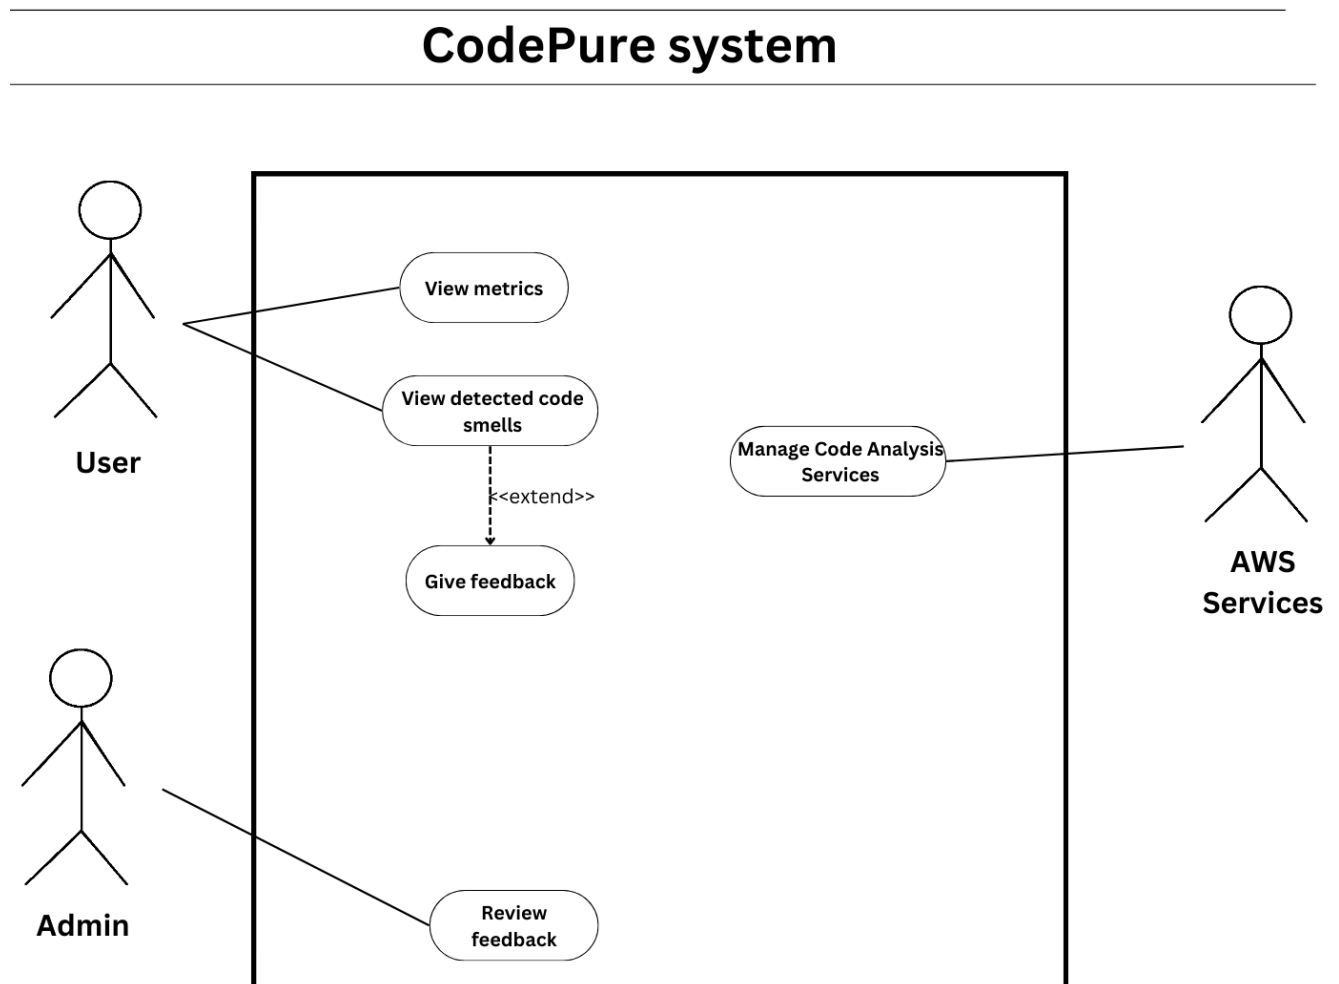 CodePure system
View metrics
View detected code
smells
<<extend>>
Give feedback
User
Manage Code Analysis
Services
AWS
Services
Admin
Review
feedback